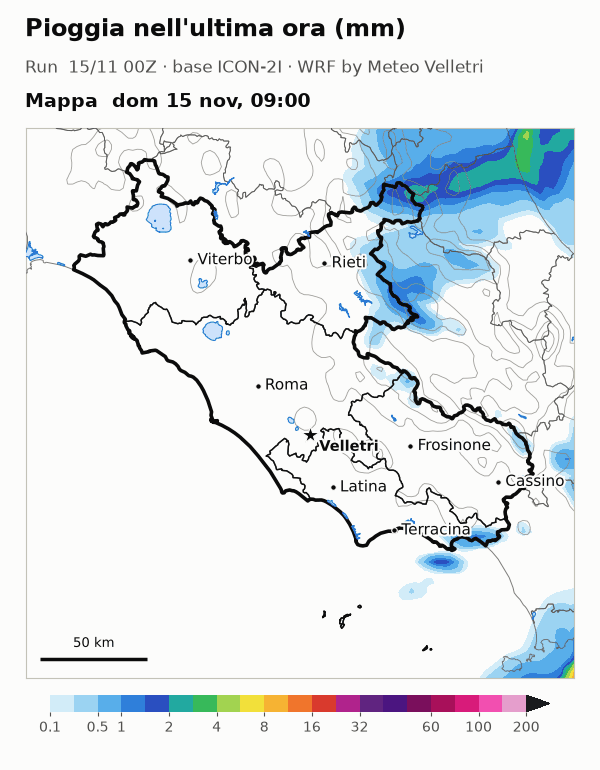 Pioggia nell'ultima ora (mm)
Run 15/11 00Z · base ICON-2I · WRF by Meteo Velletri
Mappa dom 15 nov, 09:00
Viterbo
Rieti
Roma
Velletri
Frosinone
Cassino
Latina
Terracina
50 km
0.1 0.5 1 2 4 8 16 32 60 100 200